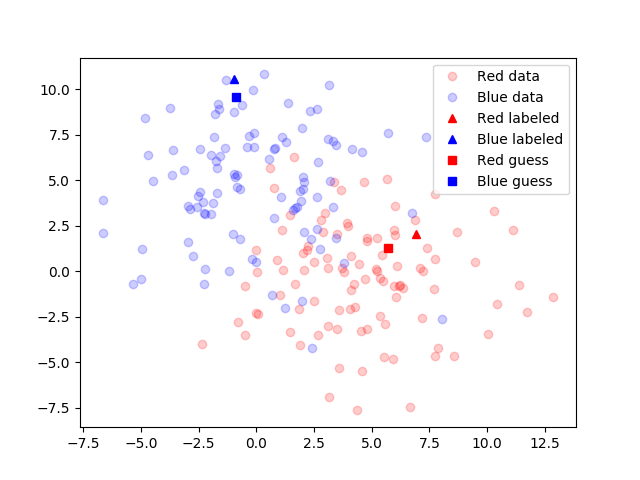 10.0
7.5
5.0
2.5
0.0
−2.5
−5.0
−7.5
−7.5
−5.0
−2.5
0.0
2.5
5.0
7.5
10.0
12.5
Red data
Blue data
Red labeled
Blue labeled
Red guess
Blue guess